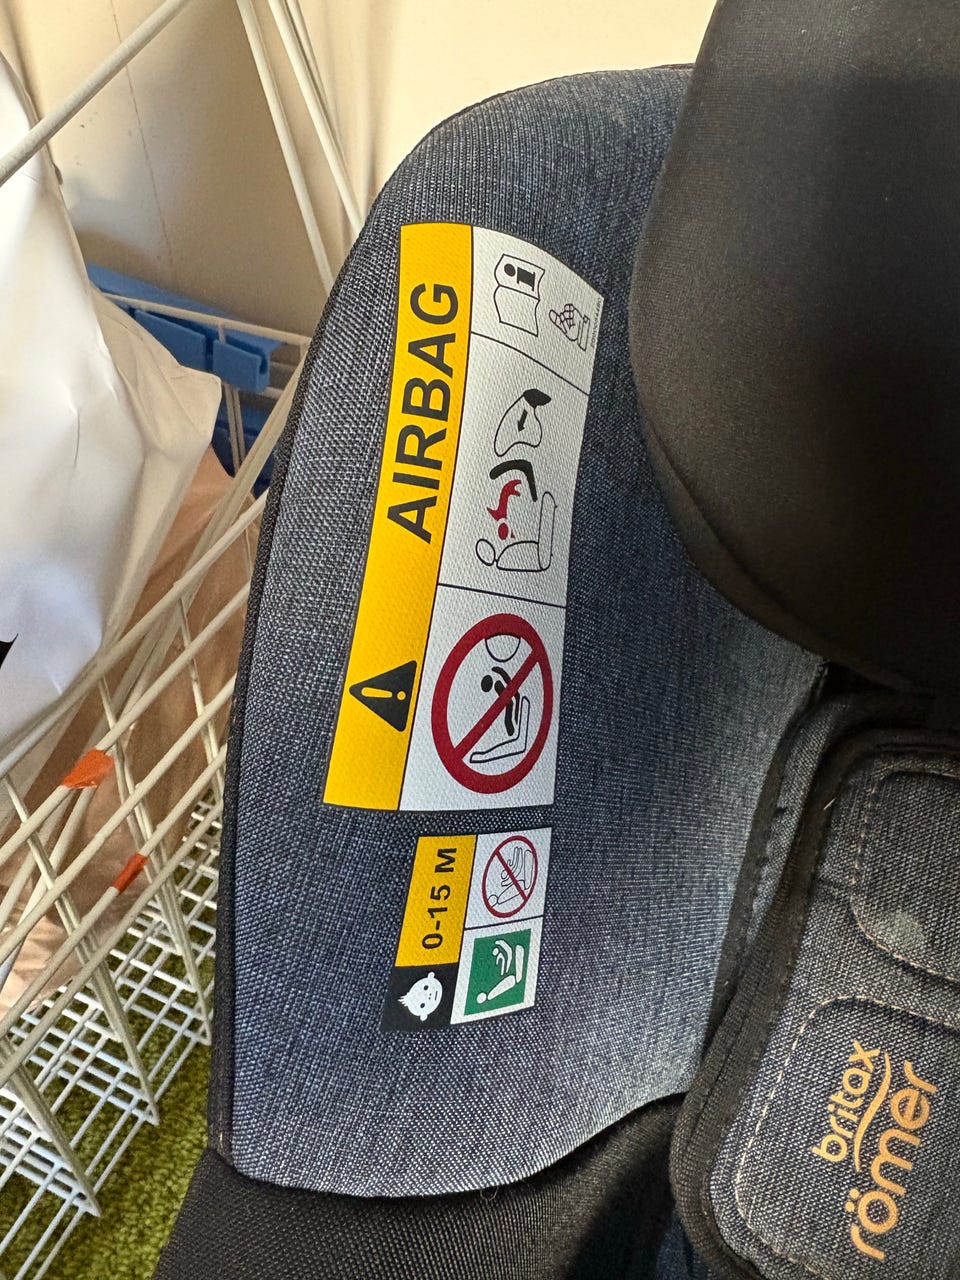 AIRBAG
0-15 M
britax
römer